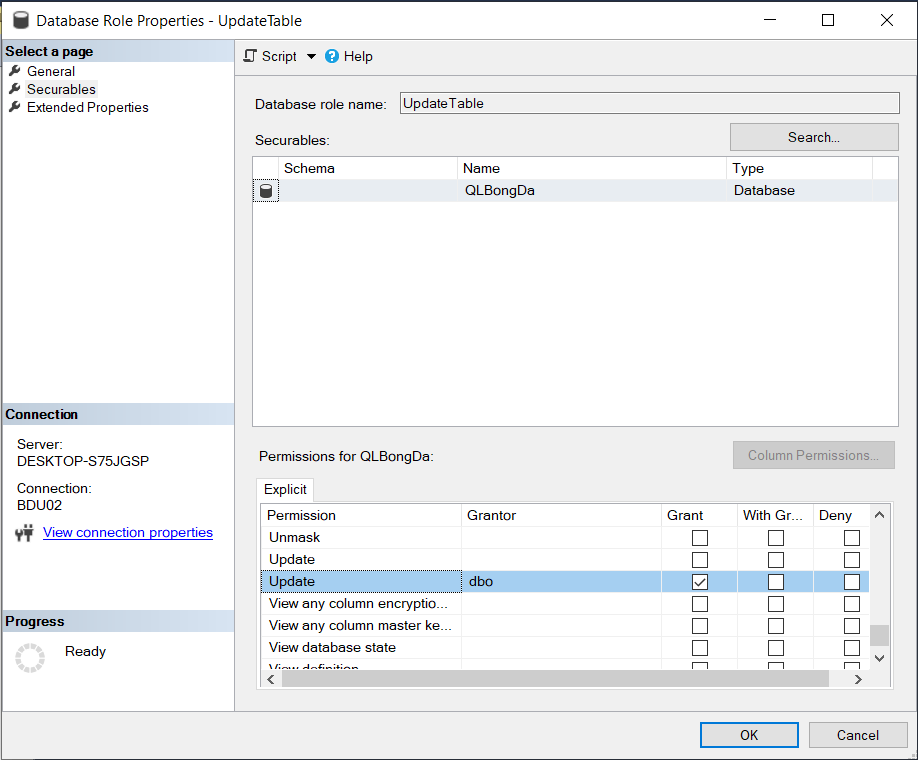 Database Role Properties - UpdateTable
Select a page
General
Securables
Extended Properties
Script
Help
Database role name: UpdateTable
Securables:
Search...
Schema Name Type
QLBongDa Database
Connection
Server:
DESKTOP-S75JGSP
Connection:
BDU02
View connection properties
Progress
Ready
Permissions for QLBongDa:
Column Permissions...
Explicit
Permission Grantor Grant With Gr... Deny
Unmask
Update
Update dbo
View any column encryptio...
View any column master ke...
View database state
View definition
OK Cancel